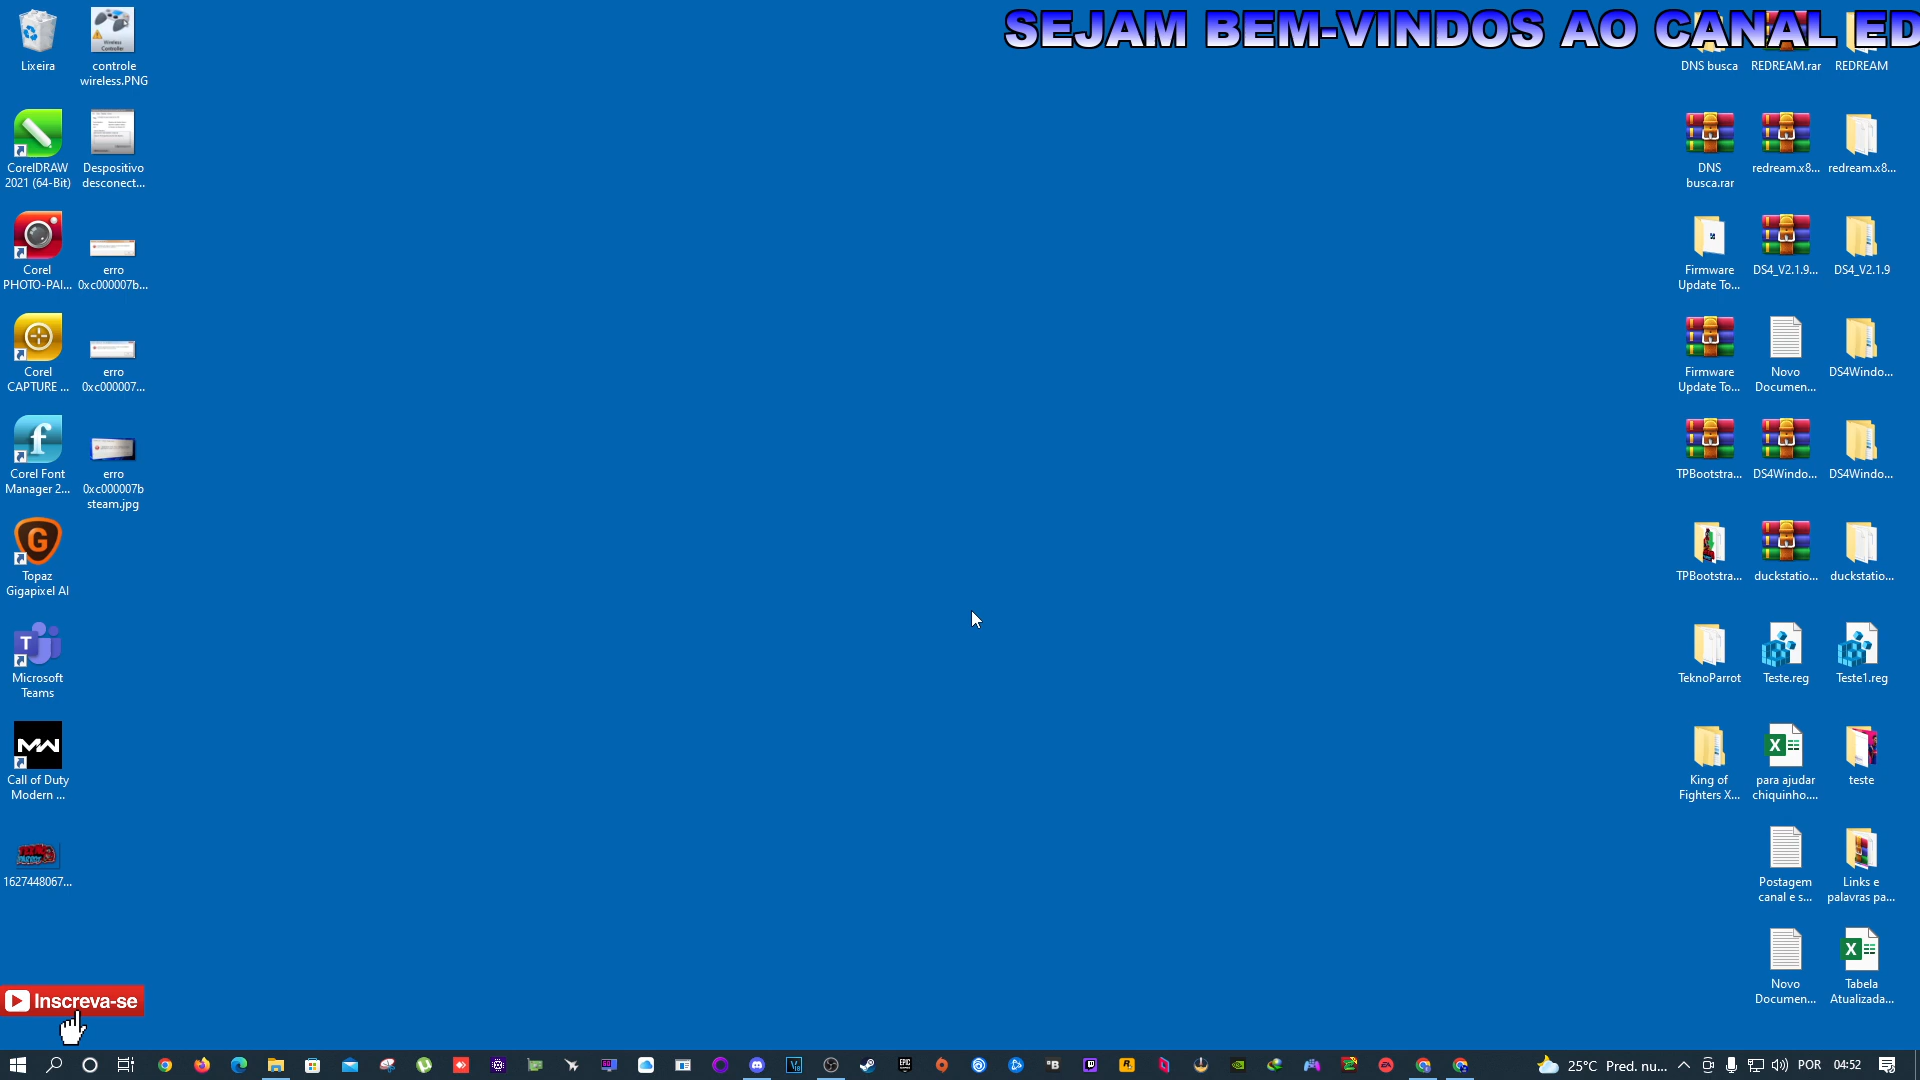 SEJAM BEM-VINDOS AO CANAL ED
Lixeira
controle
wireless.PNG
DNS busca
REDREAM.rar
REDREAM
CorelDRAW
2021 (64-Bit)
Despositivo
desconect...
DNS
busca.rar
redream.x8...
redream.x8...
Corel
PHOTO-PAI...
erro
0xc000007b...
Firmware
Update To...
DS4_V2.1.9...
DS4_V2.1.9
Corel
CAPTURE ...
erro
0xc000007...
Firmware
Update To...
Novo
Documen...
DS4Windo...
Corel Font
Manager 2...
erro
0xc000007b
steam.jpg
TPBootstra...
DS4Windo...
DS4Windo...
Topaz
Gigapixel AI
TPBootstra...
duckstatio...
duckstatio...
Microsoft
Teams
TeknoParrot
Teste.reg
Teste1.reg
Call of Duty
Modern ...
King of
Fighters X...
para ajudar
chiquinho....
teste
1627448067...
Postagem
canal e s...
Links e
palavras pa...
Novo
Documen...
Tabela
Atualizada...
Inscreva-se
25°C Pred. nu...
POR
04:52